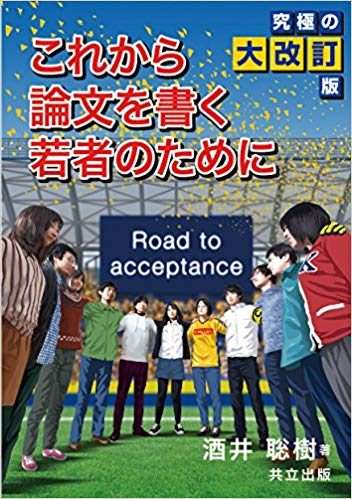 究極の
大改訂
版
これから
論文を書く
若者のために
Road to
acceptance
酒井 聡樹 著
共立出版